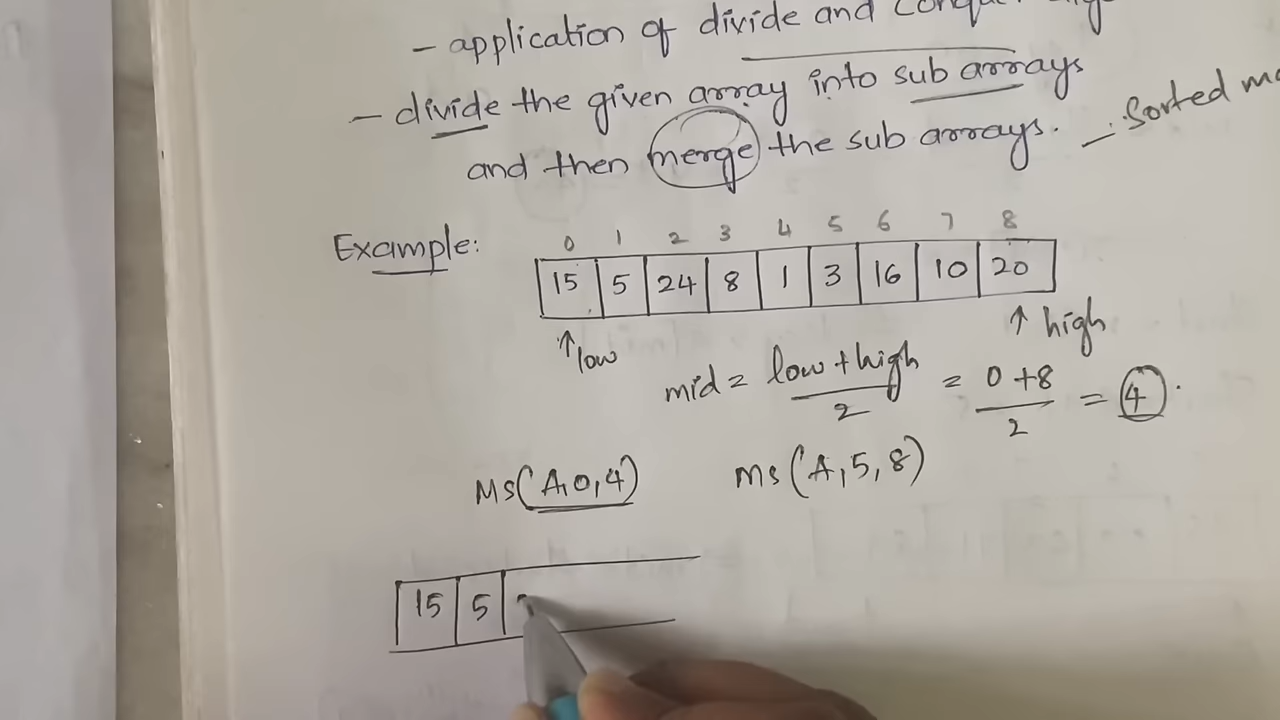 - application of divide and
- divide the given array into sub arrays
and then merge the sub arrays. - Sorted
Example:
0 1 2 3 4 5 6 7 8
15 5 24 8 1 3 16 10 20
↑low
↑ high
mid = low + high / 2 = 0 + 8 / 2 = 4.
Ms(A,0,4) Ms(A,5,8)
15 5